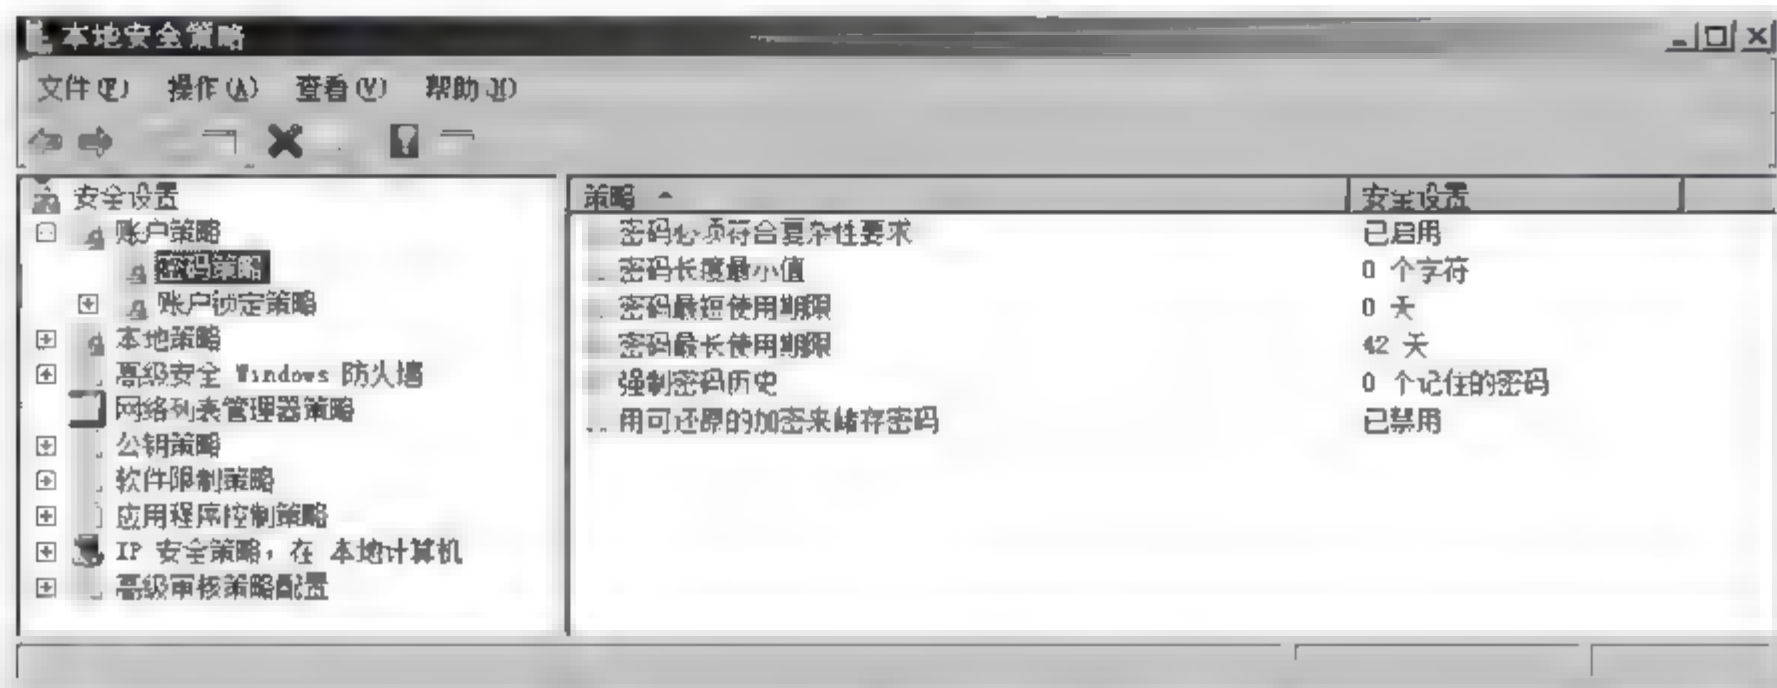 本地安全策略
文件(F) 操作(A) 查看(V) 帮助(H)
安全设置
账户策略
密码策略
账户锁定策略
本地策略
高级安全 Windows 防火墙
网络列表管理器策略
公钥策略
软件限制策略
应用程序控制策略
IP 安全策略，在 本地计算机
高级审核策略配置
策略 安全设置
密码必须符合复杂性要求 已启用
密码长度最小值 0 个字符
密码最短使用期限 0 天
密码最长使用期限 42 天
强制密码历史 0 个记住的密码
用可还原的加密来储存密码 已禁用